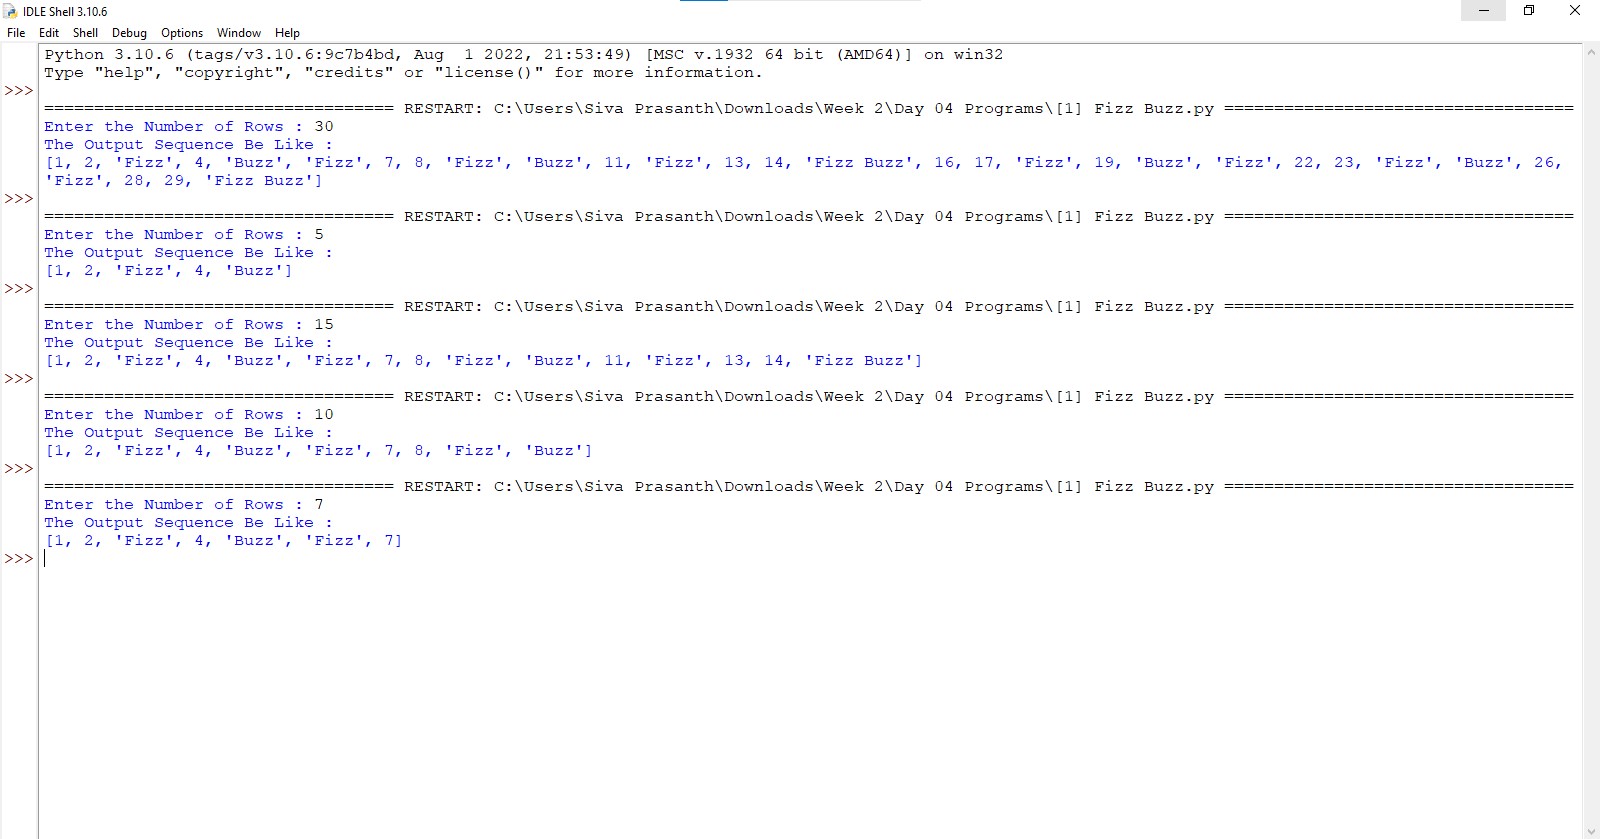 IDLE Shell 3.10.6
File Edit Shell Debug Options Window Help
Python 3.10.6 (tags/v3.10.6:9c7b4bd, Aug  1 2022, 21:53:49) [MSC v.1932 64 bit (AMD64)] on win32
Type "help", "copyright", "credits" or "license()" for more information.
>>>
=================================== RESTART: C:\Users\Siva Prasanth\Downloads\Week 2\Day 04 Programs\[1] Fizz Buzz.py ===================================
Enter the Number of Rows : 30
The Output Sequence Be Like :
[1, 2, 'Fizz', 4, 'Buzz', 'Fizz', 7, 8, 'Fizz', 'Buzz', 11, 'Fizz', 13, 14, 'Fizz Buzz', 16, 17, 'Fizz', 19, 'Buzz', 'Fizz', 22, 23, 'Fizz', 'Buzz', 26,
'Fizz', 28, 29, 'Fizz Buzz']
>>>
=================================== RESTART: C:\Users\Siva Prasanth\Downloads\Week 2\Day 04 Programs\[1] Fizz Buzz.py ===================================
Enter the Number of Rows : 5
The Output Sequence Be Like :
[1, 2, 'Fizz', 4, 'Buzz']
>>>
=================================== RESTART: C:\Users\Siva Prasanth\Downloads\Week 2\Day 04 Programs\[1] Fizz Buzz.py ===================================
Enter the Number of Rows : 15
The Output Sequence Be Like :
[1, 2, 'Fizz', 4, 'Buzz', 'Fizz', 7, 8, 'Fizz', 'Buzz', 11, 'Fizz', 13, 14, 'Fizz Buzz']
>>>
=================================== RESTART: C:\Users\Siva Prasanth\Downloads\Week 2\Day 04 Programs\[1] Fizz Buzz.py ===================================
Enter the Number of Rows : 10
The Output Sequence Be Like :
[1, 2, 'Fizz', 4, 'Buzz', 'Fizz', 7, 8, 'Fizz', 'Buzz']
>>>
=================================== RESTART: C:\Users\Siva Prasanth\Downloads\Week 2\Day 04 Programs\[1] Fizz Buzz.py ===================================
Enter the Number of Rows : 7
The Output Sequence Be Like :
[1, 2, 'Fizz', 4, 'Buzz', 'Fizz', 7]
>>>